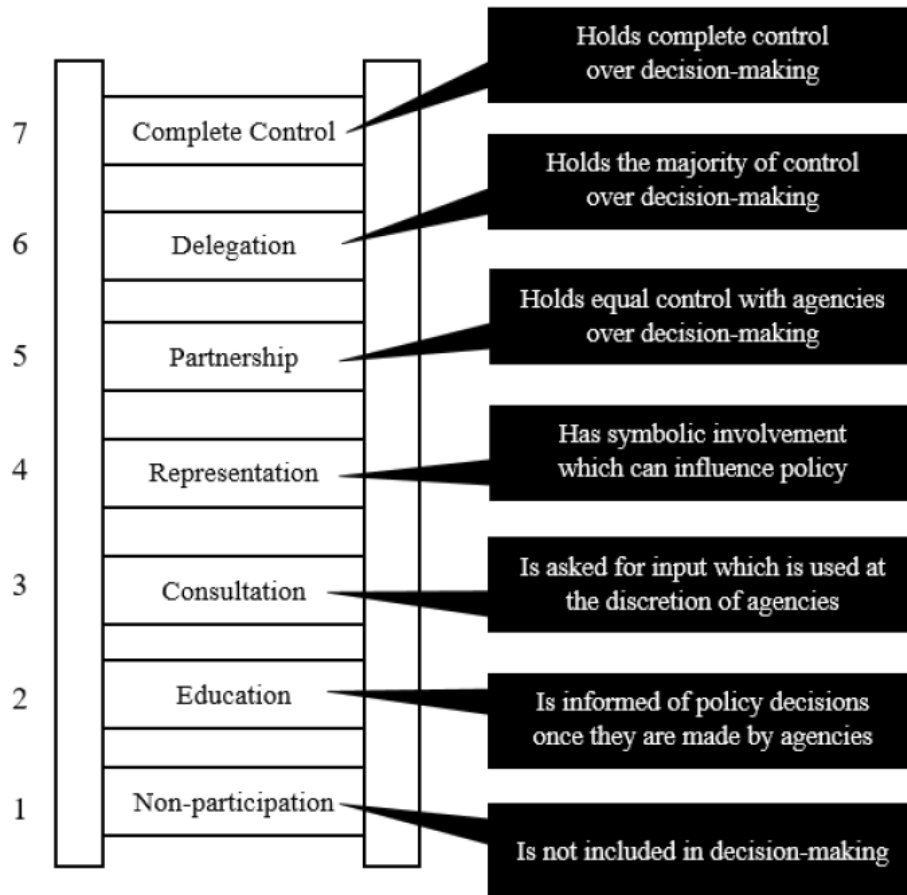 Holds complete control
over decision-making
7
Complete Control
Holds the majority of control
over decision-making
6
Delegation
Holds equal control with agencies
over decision-making
5
Partnership
Has symbolic involvement
which can influence policy
4
Representation
Is asked for input which is used at
the discretion of agencies
3
Consultation
Is informed of policy decisions
once they are made by agencies
2
Education
Is not included in decision-making
1
Non-participation